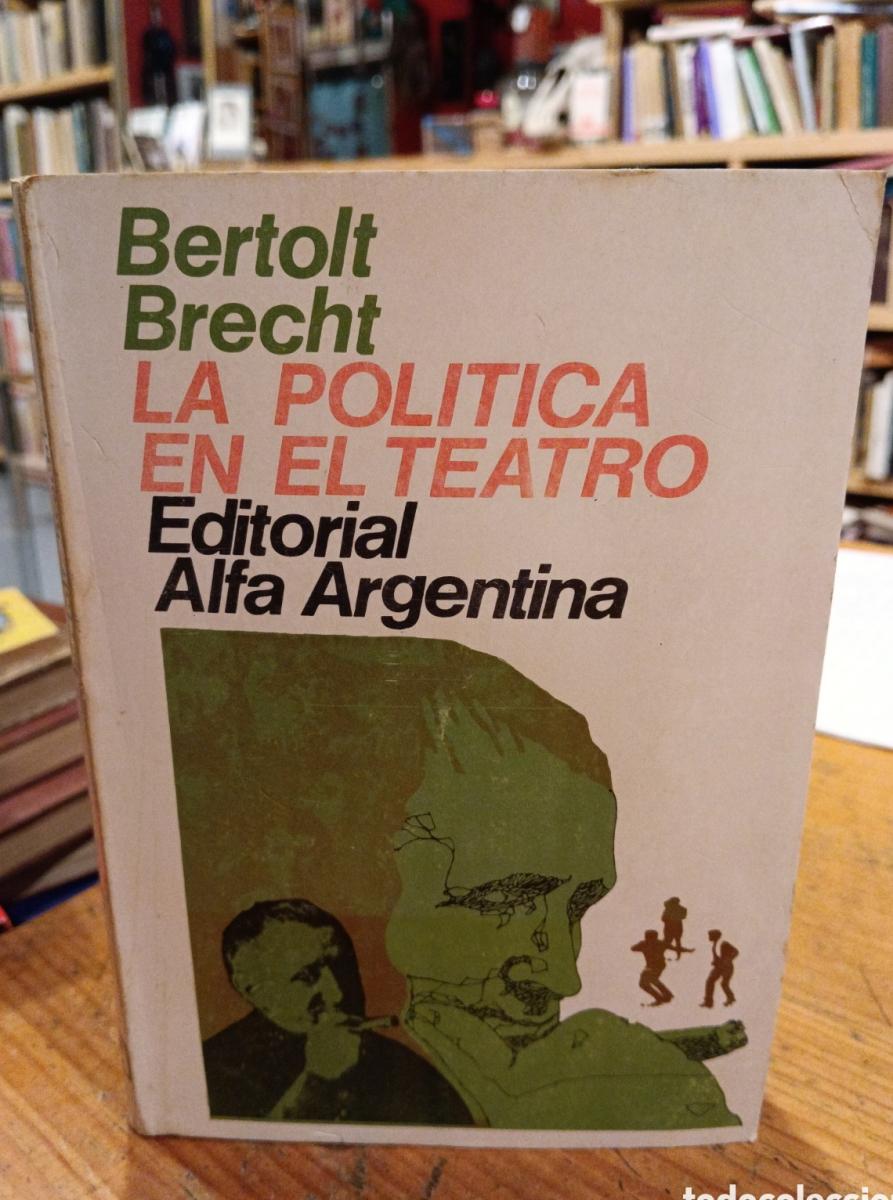 Bertolt
Brecht
LA POLITICA
EN EL TEATRO
Editorial
Alfa Argentina